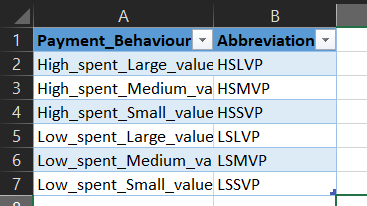 A B
1 Payment_Behaviour Abbreviation
2 High_spent_Large_value HSLVP
3 High_spent_Medium_va HSMVP
4 High_spent_Small_value HSSVP
5 Low_spent_Large_value LSLVP
6 Low_spent_Medium_va LSMVP
7 Low_spent_Small_value LSSVP